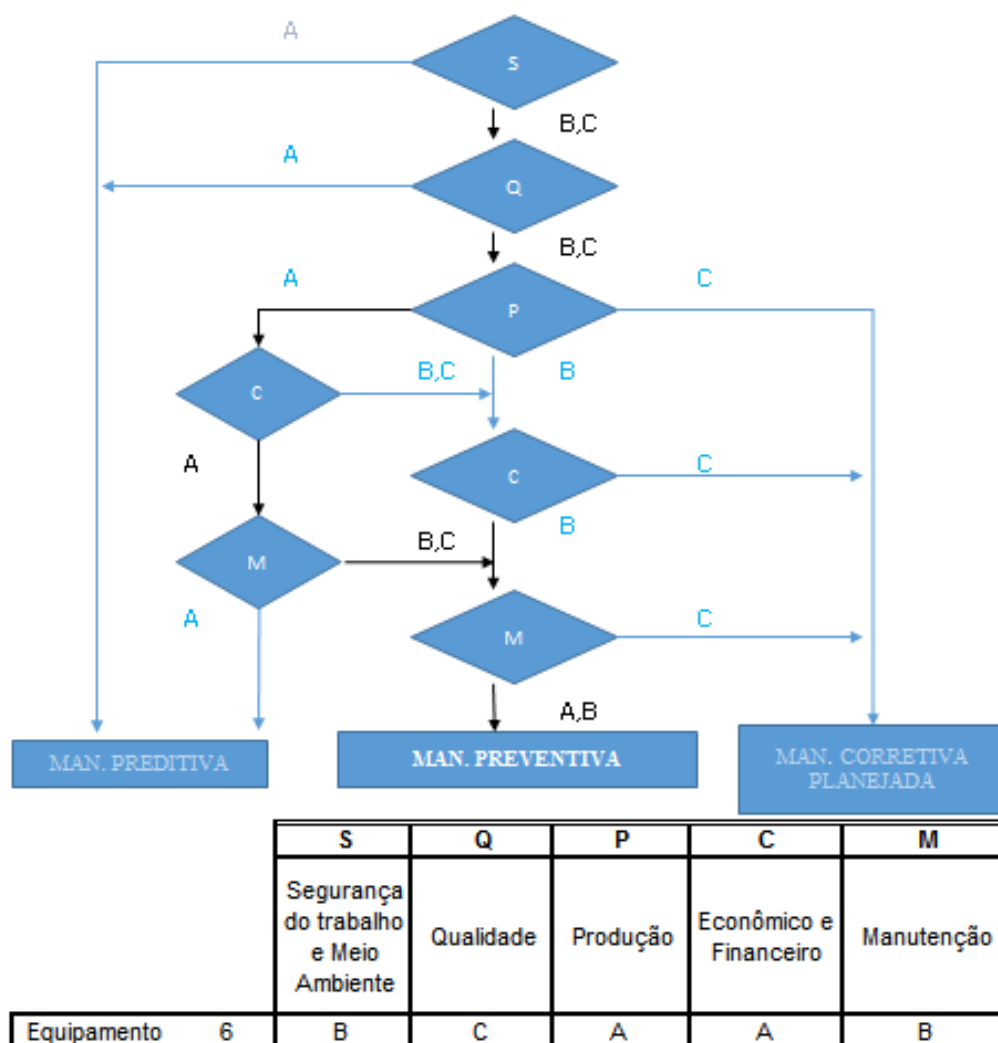 A
S
B,C
A
Q
B,C
A
C
P
B,C
B
C
A
C
C
B
B,C
M
A
C
M
A,B
MAN. PREDITIVA
MAN. PREVENTIVA
MAN. CORRETIVA
PLANEJADA
S Q P C M
Segurança
do trabalho
e Meio
Ambiente
Qualidade
Produção
Econômico e
Financeiro
Manutenção
Equipamento 6 B C A A B